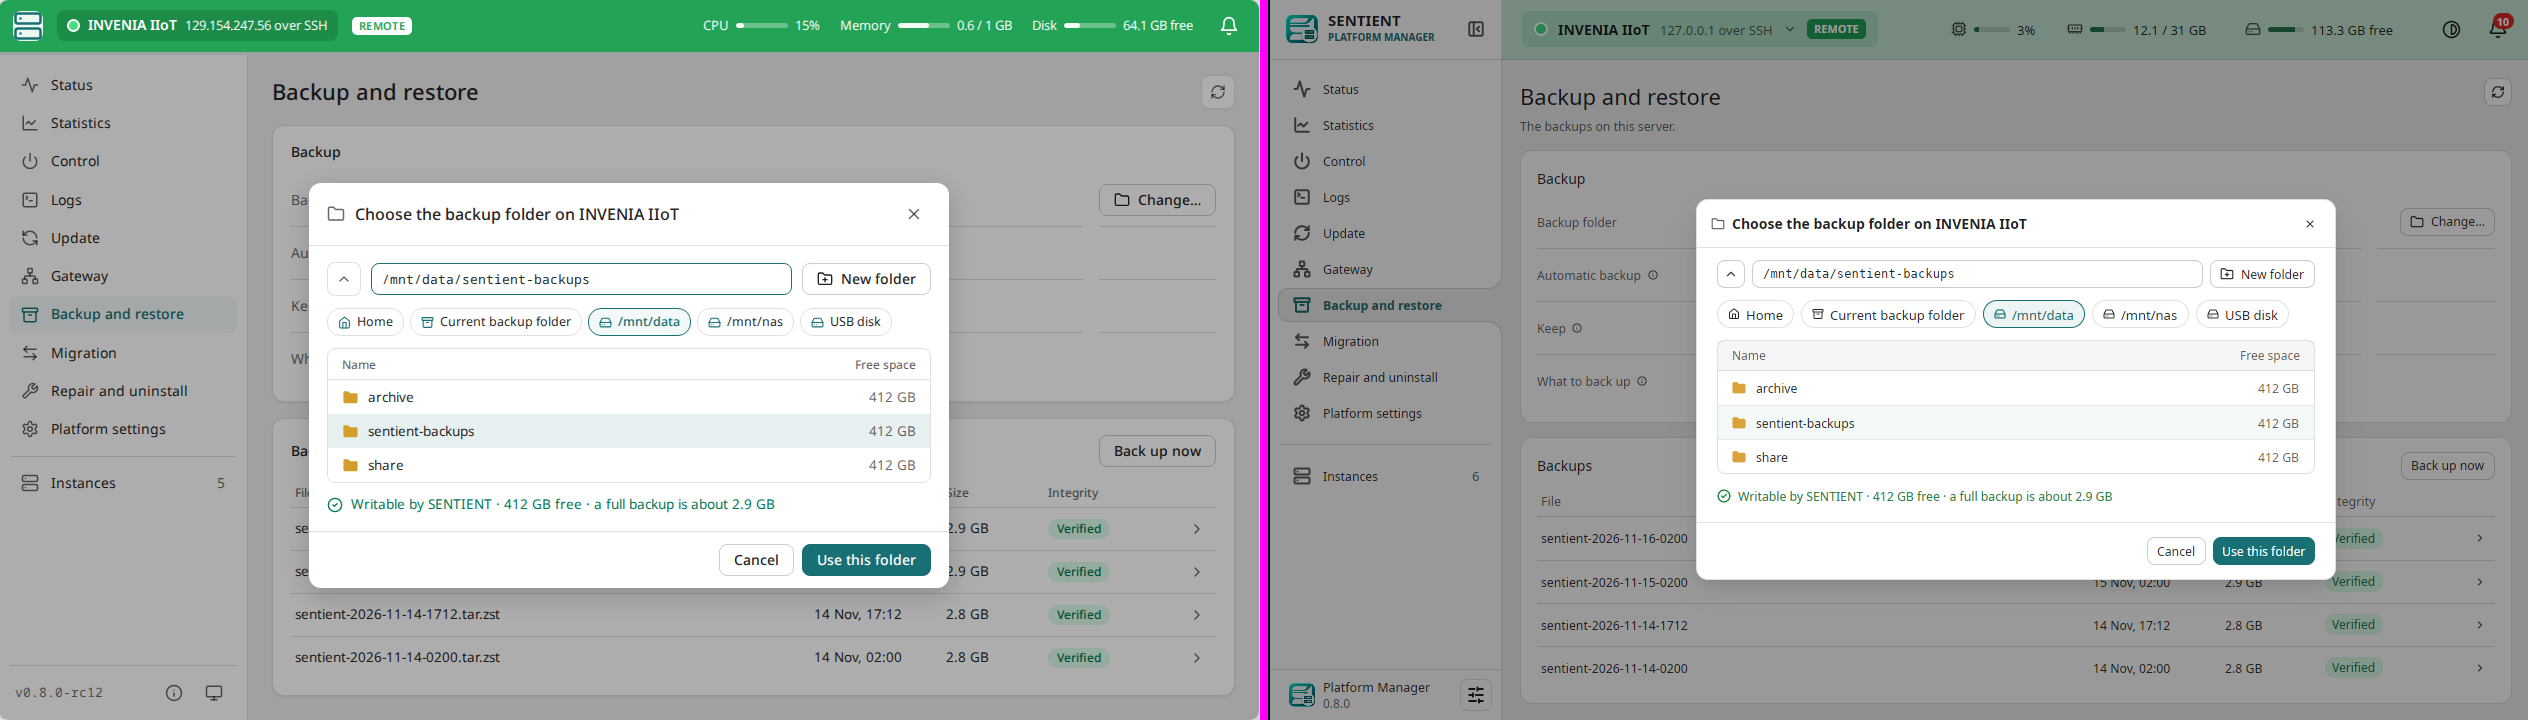 INVENIA IIoT 129.154.247.56 over SSH REMOTE CPU 15% Memory 0.6 / 1 GB Disk 64.1 GB free
Status
Statistics
Control
Logs
Update
Gateway
Backup and restore
Migration
Repair and uninstall
Platform settings
Instances 5
v0.8.0-rc12
Backup and restore
Backup
Ba
Change...
Au
Ke
Wh
Choose the backup folder on INVENIA IIoT
/mnt/data/sentient-backups
New folder
Home Current backup folder /mnt/data /mnt/nas USB disk
Name Free space
archive 412 GB
sentient-backups 412 GB
share 412 GB
Writable by SENTIENT · 412 GB free · a full backup is about 2.9 GB
Cancel Use this folder
Ba
Back up now
File Size Integrity
se 2.9 GB Verified
se 2.9 GB Verified
sentient-2026-11-14-1712.tar.zst 14 Nov, 17:12 2.8 GB Verified
sentient-2026-11-14-0200.tar.zst 14 Nov, 02:00 2.8 GB Verified
SENTIENT
PLATFORM MANAGER
INVENIA IIoT 127.0.0.1 over SSH REMOTE 3% 12.1 / 31 GB 113.3 GB free 10
Status
Statistics
Control
Logs
Update
Gateway
Backup and restore
Migration
Repair and uninstall
Platform settings
Instances 6
Platform Manager
0.8.0
Backup and restore
The backups on this server.
Backup
Backup folder
Change...
Automatic backup
Keep
What to back up
Choose the backup folder on INVENIA IIoT
/mnt/data/sentient-backups
New folder
Home Current backup folder /mnt/data /mnt/nas USB disk
Name Free space
archive 412 GB
sentient-backups 412 GB
share 412 GB
Writable by SENTIENT · 412 GB free · a full backup is about 2.9 GB
Cancel Use this folder
Backups
Back up now
File tegrity
sentient-2026-11-16-0200 Verified
sentient-2026-11-15-0200 15 Nov, 02:00 2.9 GB Verified
sentient-2026-11-14-1712 14 Nov, 17:12 2.8 GB Verified
sentient-2026-11-14-0200 14 Nov, 02:00 2.8 GB Verified